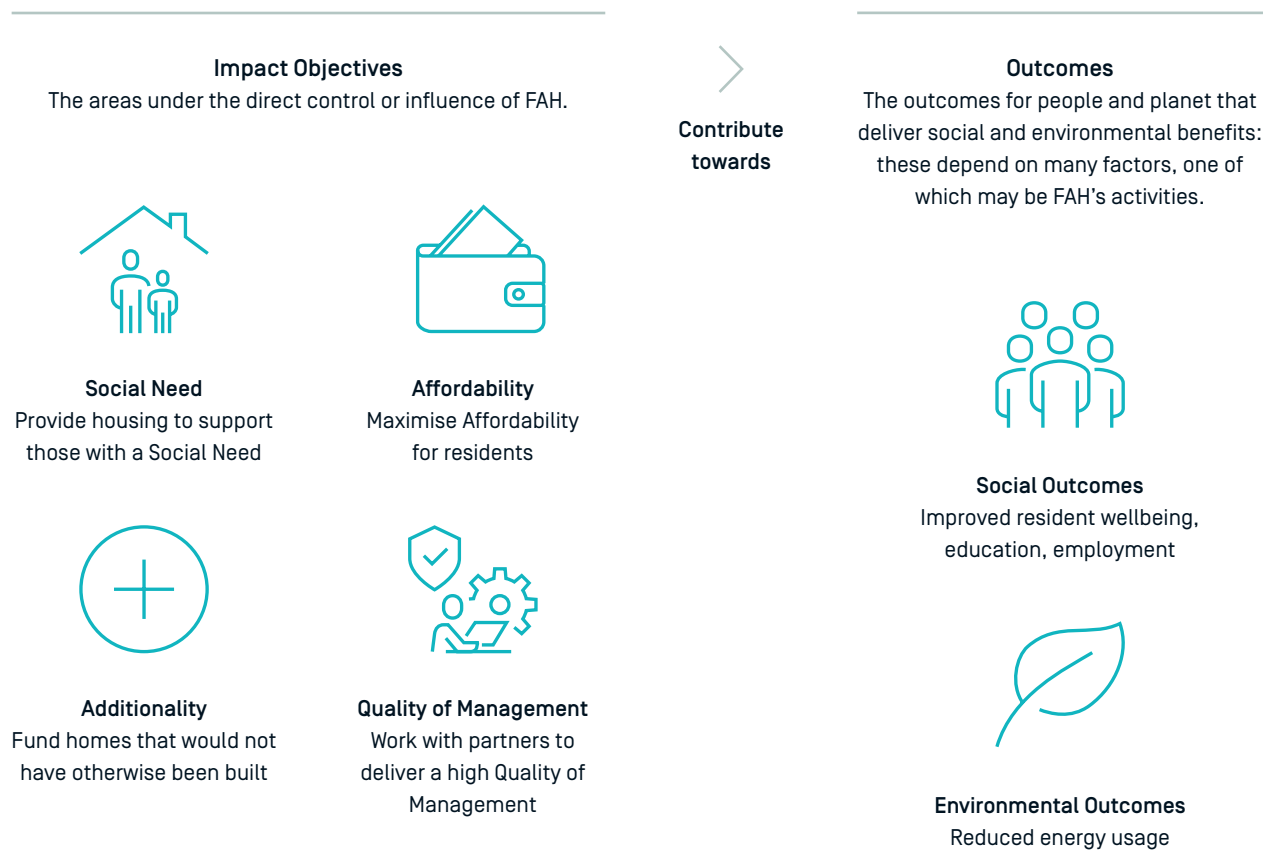 Impact Objectives
The areas under the direct control or influence of FAH.
Social Need
Provide housing to support
those with a Social Need
Affordability
Maximise Affordability
for residents
Additionality
Fund homes that would not
have otherwise been built
Quality of Management
Work with partners to
deliver a high Quality of
Management
Contribute
towards
Outcomes
The outcomes for people and planet that
deliver social and environmental benefits:
these depend on many factors, one of
which may be FAH’s activities.
Social Outcomes
Improved resident wellbeing,
education, employment
Environmental Outcomes
Reduced energy usage